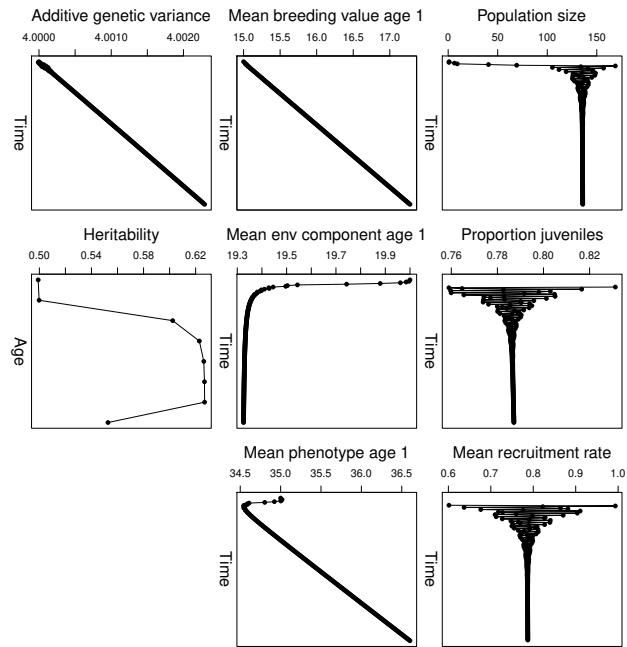 Additive genetic variance Mean breeding value age 1 Population size
4.0000 4.0010 4.0020 15.0 15.5 16.0 16.5 17.0 0 50 100 150
Time Time Time
Heritability Mean env component age 1 Proportion juveniles
0.50 0.54 0.58 0.62 19.3 19.5 19.7 19.9 0.76 0.78 0.80 0.82
Age Time Time
Mean phenotype age 1 Mean recruitment rate
34.5 35.0 35.5 36.0 36.5 0.6 0.7 0.8 0.9 1.0
Time Time